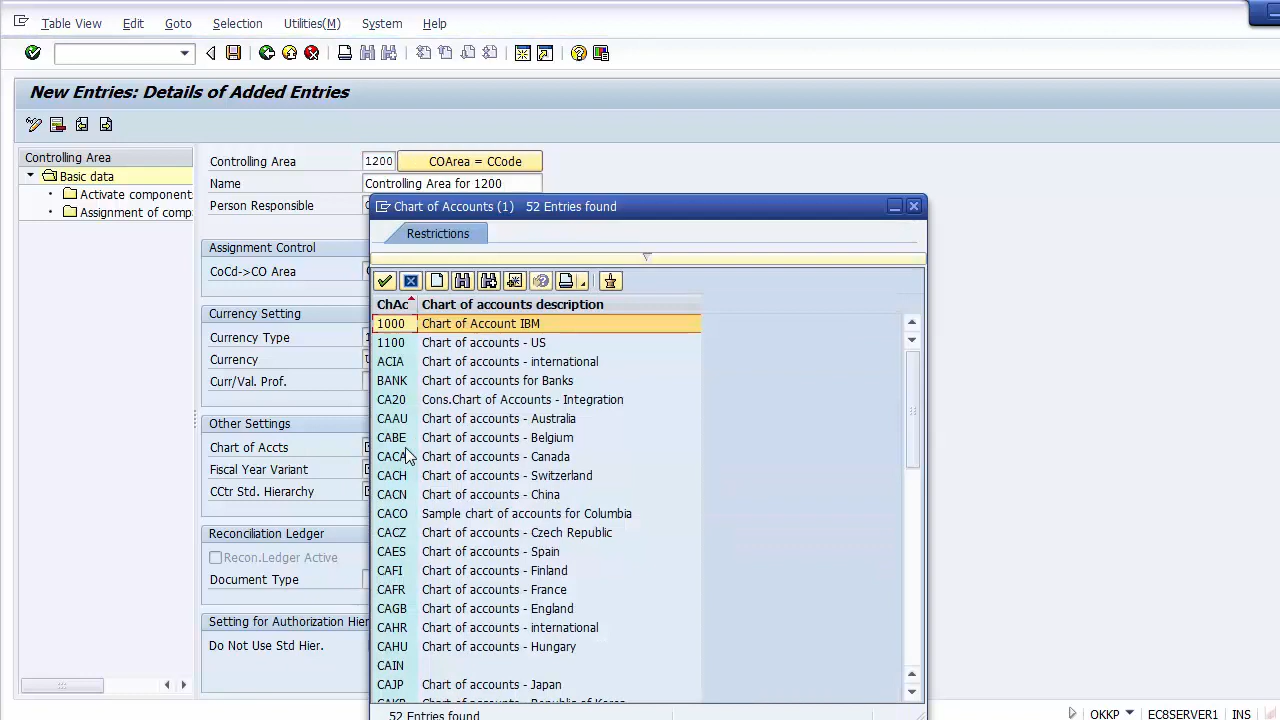 Table View Edit Goto Selection Utilities(M) System Help
New Entries: Details of Added Entries
Controlling Area
Basic data
Activate component
Assignment of comp
Controlling Area 1200 COArea = CCode
Name Controlling Area for 1200
Person Responsible
Assignment Control
CoCd->CO Area
Currency Setting
Currency Type
Currency
Curr/Val. Prof.
Other Settings
Chart of Accts
Fiscal Year Variant
CCtr Std. Hierarchy
Reconciliation Ledger
Recon.Ledger Active
Document Type
Setting for Authorization Hier
Do Not Use Std Hier.
Chart of Accounts (1) 52 Entries found
Restrictions
ChAc Chart of accounts description
1000 Chart of Account IBM
1100 Chart of accounts - US
ACIA Chart of accounts - international
BANK Chart of accounts for Banks
CA20 Cons.Chart of Accounts - Integration
CAAU Chart of accounts - Australia
CABE Chart of accounts - Belgium
CACA Chart of accounts - Canada
CACH Chart of accounts - Switzerland
CACN Chart of accounts - China
CACO Sample chart of accounts for Columbia
CACZ Chart of accounts - Czech Republic
CAES Chart of accounts - Spain
CAFI Chart of accounts - Finland
CAFR Chart of accounts - France
CAGB Chart of accounts - England
CAHR Chart of accounts - international
CAHU Chart of accounts - Hungary
CAIN
CAJP Chart of accounts - Japan
CAKR Chart of accounts - Republic of Korea
52 Entries found
OKKP EC8SERVER1 INS